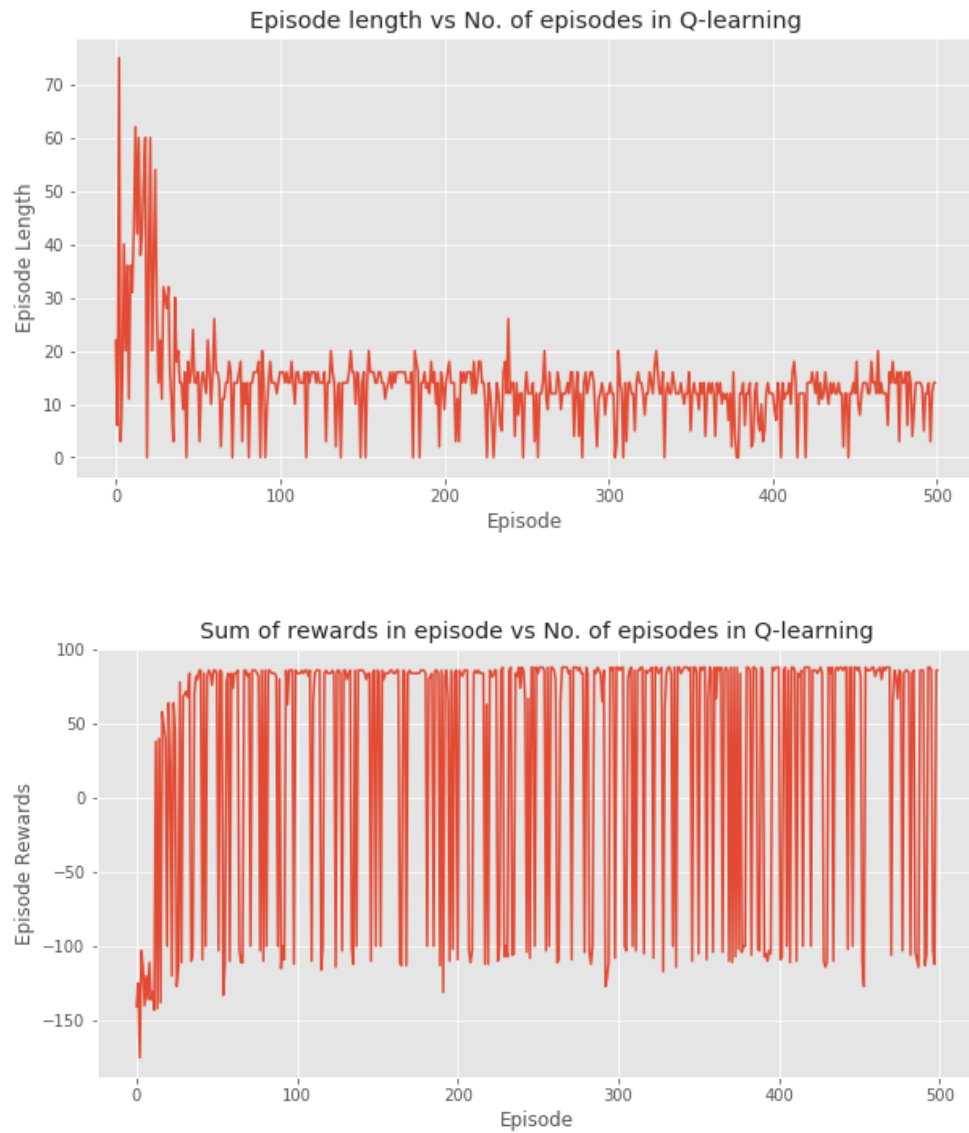 Episode length vs No. of episodes in Q-learning
70
60
50
40
30
20
10
0
Episode Length
0 100 200 300 400 500
Episode
Sum of rewards in episode vs No. of episodes in Q-learning
100
50
0
−50
−100
−150
Episode Rewards
0 100 200 300 400 500
Episode